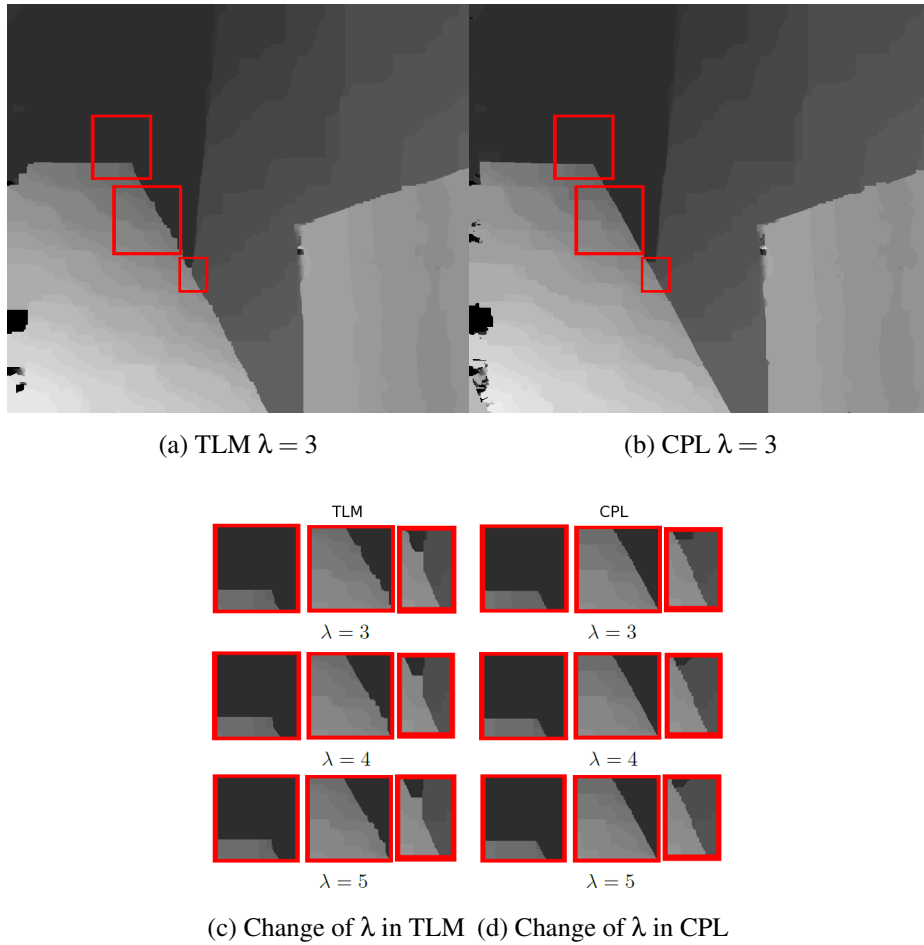 (a) TLM λ = 3
(b) CPL λ = 3
TLM
CPL
λ = 3
λ = 3
λ = 4
λ = 4
λ = 5
λ = 5
(c) Change of λ in TLM
(d) Change of λ in CPL